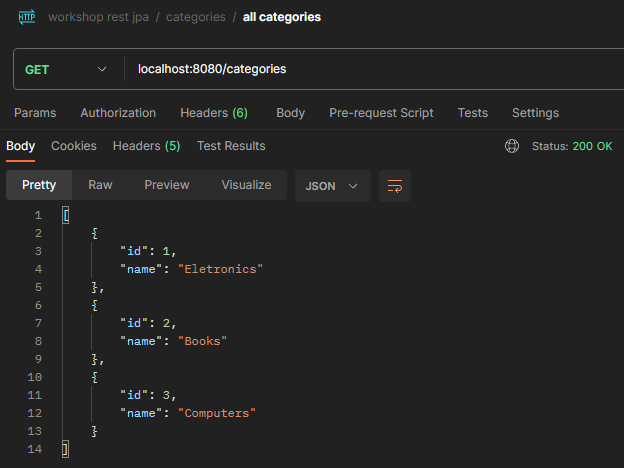 HTTP workshop rest jpa / categories / all categories
GET localhost:8080/categories
Params Authorization Headers (6) Body Pre-request Script Tests Settings
Body Cookies Headers (5) Test Results Status: 200 OK
Pretty Raw Preview Visualize JSON
1 [
2 {
3 "id": 1,
4 "name": "Eletronics"
5 },
6 {
7 "id": 2,
8 "name": "Books"
9 },
10 {
11 "id": 3,
12 "name": "Computers"
13 }
14 ]